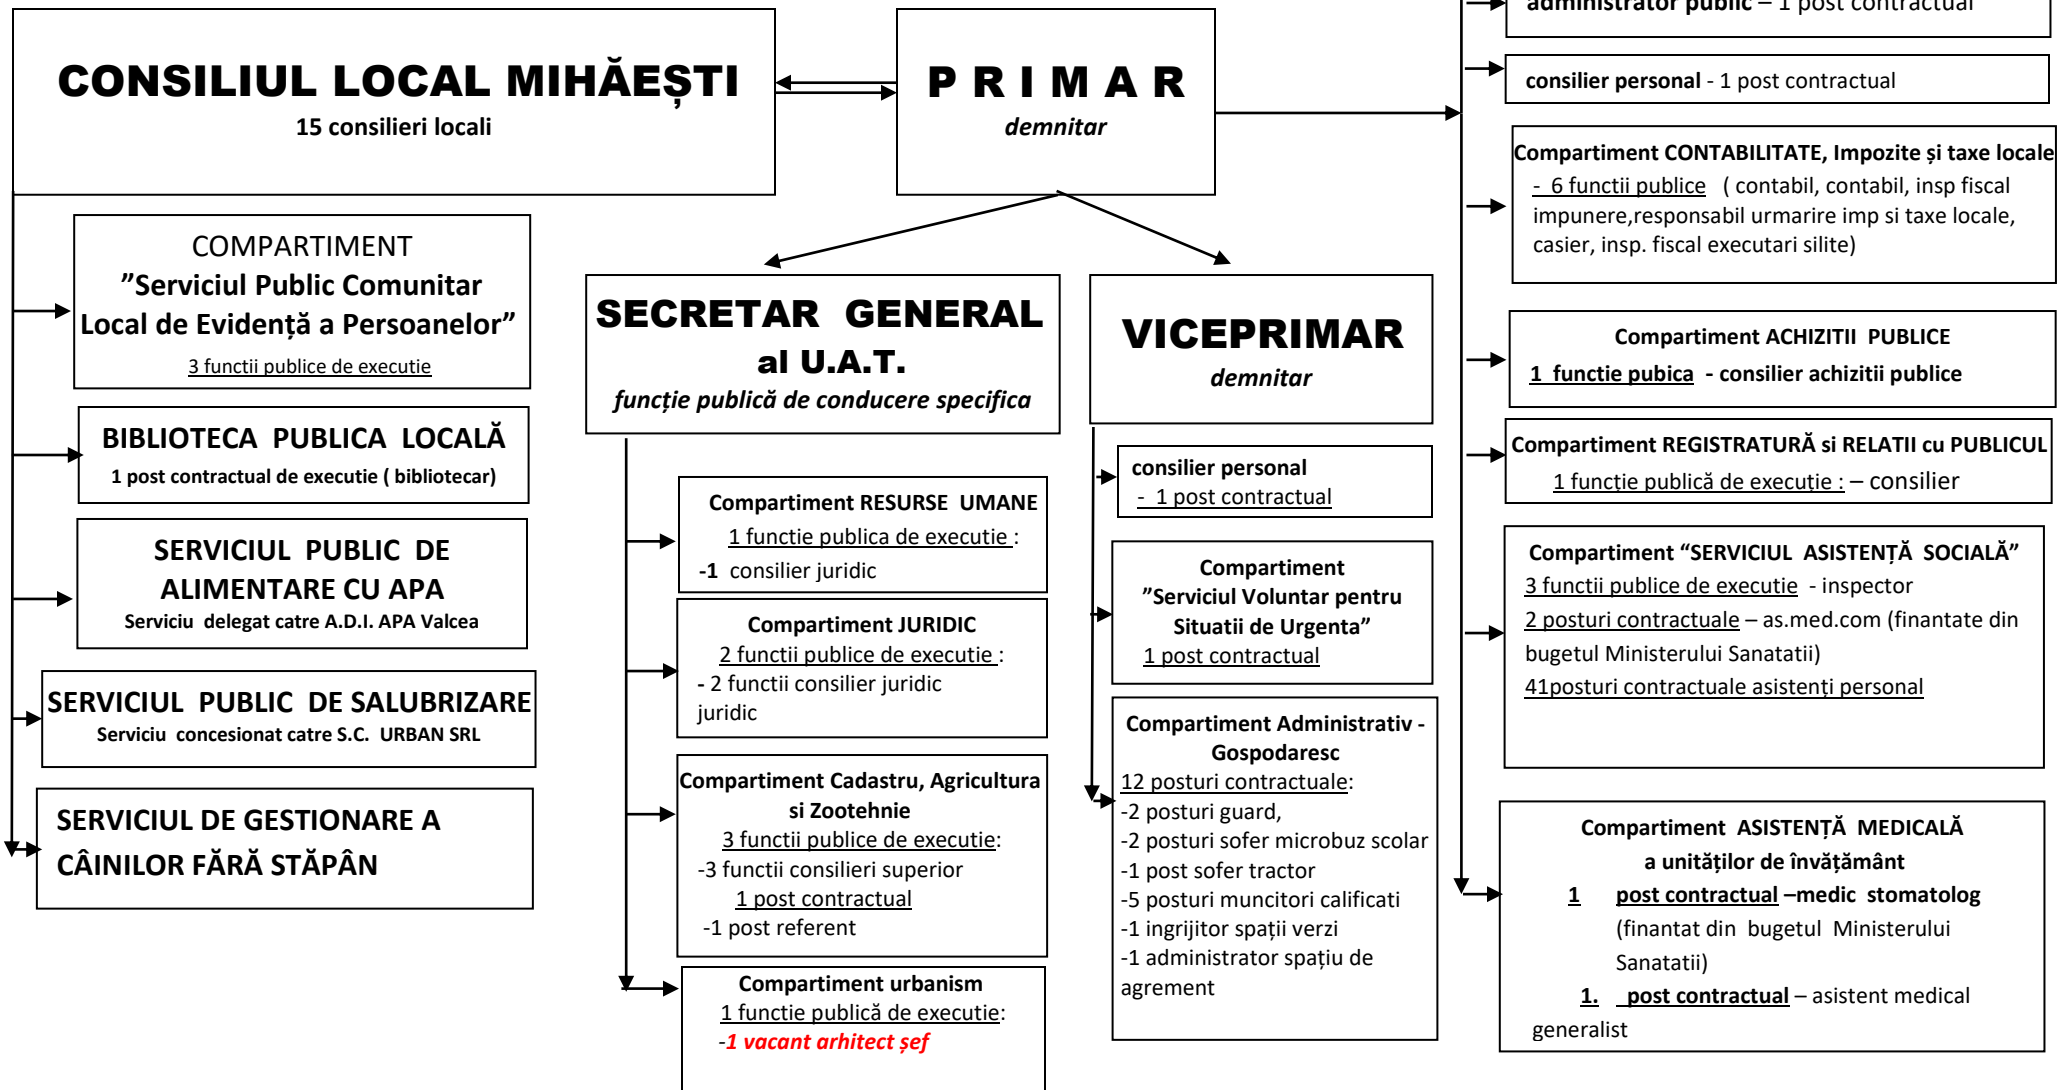 CONSILIUL LOCAL MIHĂEȘTI
15 consilieri locali
P R I M A R
demnitar
administrator public – 1 post contractual
consilier personal - 1 post contractual
Compartiment CONTABILITATE, Impozite și taxe locale
- 6 functii publice ( contabil, contabil, insp fiscal
impunere,responsabil urmarire imp si taxe locale,
casier, insp. fiscal executari silite)
COMPARTIMENT
”Serviciul Public Comunitar
Local de Evidență a Persoanelor”
3 functii publice de executie
BIBLIOTECA PUBLICA LOCALĂ
1 post contractual de executie ( bibliotecar)
SERVICIUL PUBLIC DE
ALIMENTARE CU APA
Serviciu delegat catre A.D.I. APA Valcea
SERVICIUL PUBLIC DE SALUBRIZARE
Serviciu concesionat catre S.C. URBAN SRL
SERVICIUL DE GESTIONARE A
CÂINILOR FĂRĂ STĂPÂN
SECRETAR GENERAL
al U.A.T.
funcție publică de conducere specifica
Compartiment RESURSE UMANE
1 functie publica de executie :
-1 consilier juridic
Compartiment JURIDIC
2 functii publice de executie :
- 2 functii consilier juridic
juridic
Compartiment Cadastru, Agricultura
si Zootehnie
3 functii publice de executie:
-3 functii consilieri superior
1 post contractual
-1 post referent
Compartiment urbanism
1 functie publică de executie:
-1 vacant arhitect șef
VICEPRIMAR
demnitar
consilier personal
- 1 post contractual
Compartiment
”Serviciul Voluntar pentru
Situatii de Urgenta”
1 post contractual
Compartiment Administrativ -
Gospodaresc
12 posturi contractuale:
-2 posturi guard,
-2 posturi sofer microbuz scolar
-1 post sofer tractor
-5 posturi muncitori calificati
-1 ingrijitor spații verzi
-1 administrator spațiu de
agrement
Compartiment ACHIZITII PUBLICE
1 functie pubica - consilier achizitii publice
Compartiment REGISTRATURĂ si RELATII cu PUBLICUL
1 funcție publică de execuție : – consilier
Compartiment “SERVICIUL ASISTENȚĂ SOCIALĂ”
3 functii publice de executie - inspector
2 posturi contractuale – as.med.com (finantate din
bugetul Ministerului Sanatatii)
41posturi contractuale asistenți personal
Compartiment ASISTENȚĂ MEDICALĂ
a unităților de învățământ
1 post contractual –medic stomatolog
(finantat din bugetul Ministerului
Sanatatii)
1. post contractual – asistent medical
generalist